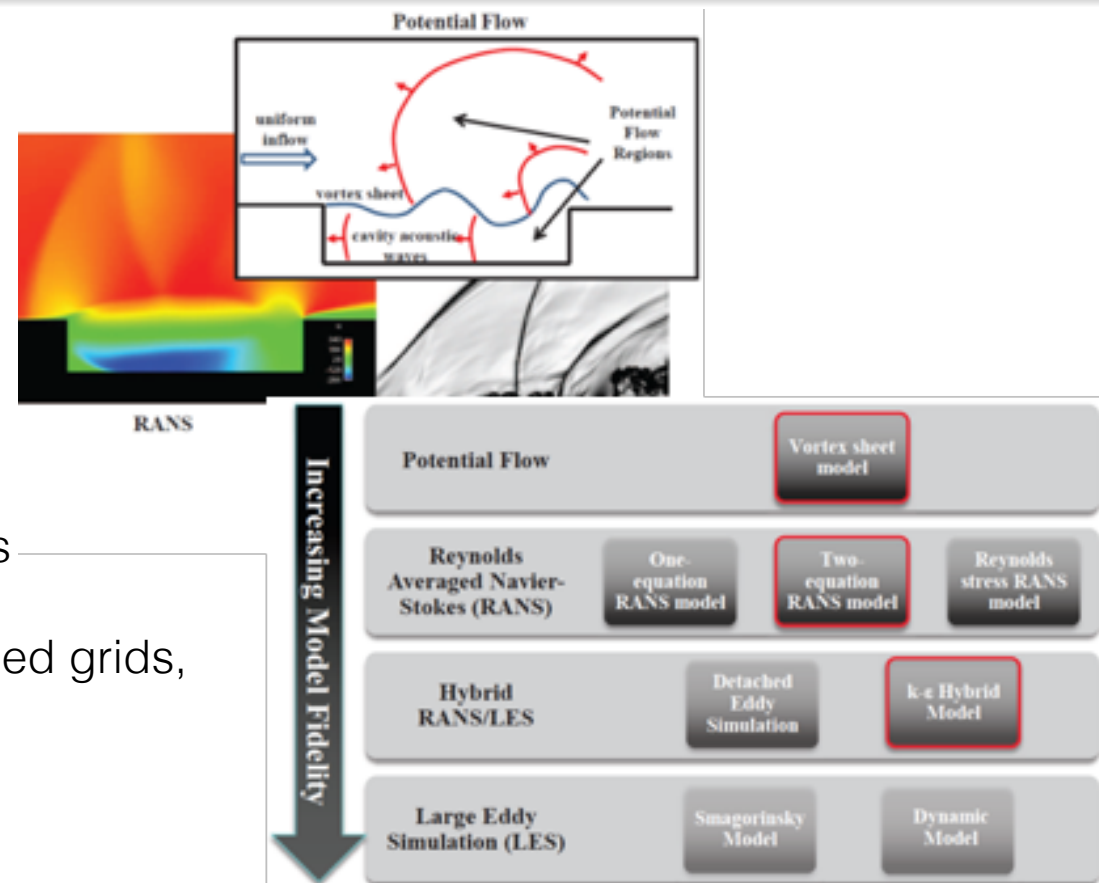 Potential Flow
uniform
inflow
Potential
Flow
Regions
vortex sheet
cavity acoustic
waves
RANS
s
ed grids,
Increasing Model Fidelity
Potential Flow
Vortex sheet
model
Reynolds
Averaged Navier-
Stokes (RANS)
One-
equation
RANS model
Two-
equation
RANS model
Reynolds
stress RANS
model
Hybrid
RANS/LES
Detached
Eddy
Simulation
k-ε Hybrid
Model
Large Eddy
Simulation (LES)
Smagorinsky
Model
Dynamic
Model